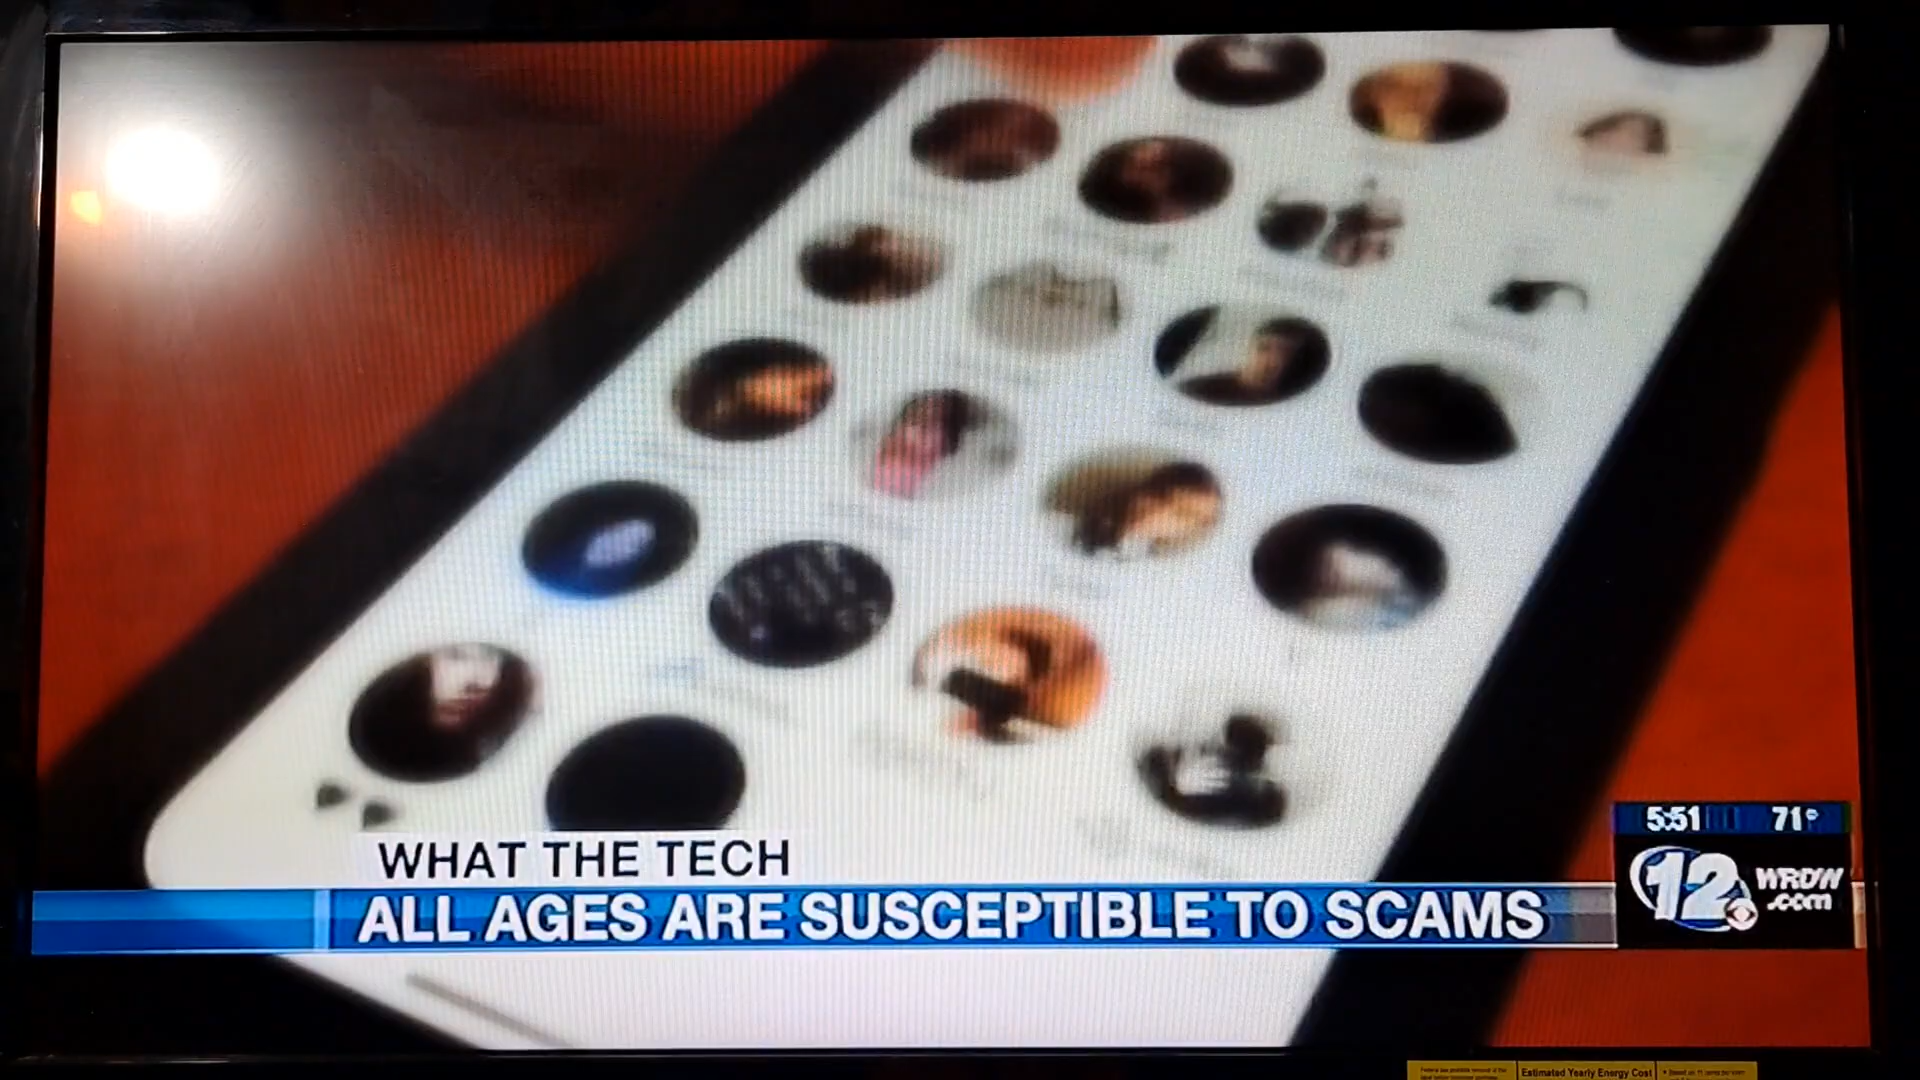 WHAT THE TECH
ALL AGES ARE SUSCEPTIBLE TO SCAMS
5:51 71°
12 WRDW
.com
Estimated Yearly Energy Cost